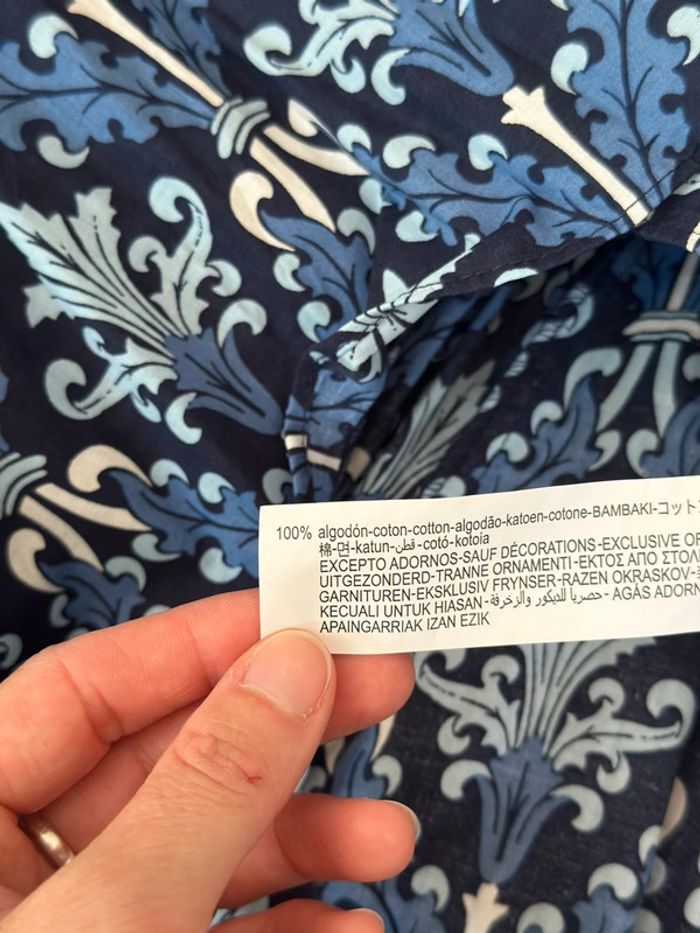 100% algodón-coton-cotton-algodão-katoen-cotone-ΒΑΜΒΑΚΙ-コット
棉-면-katun-قطن-cotó-kotoia
EXCEPTO ADORNOS-SAUF DÉCORATIONS-EXCLUSIVE OF
UITGEZONDERD-TRANNE ORNAMENTI-ΕΚΤΟΣ ΑΠΟ ΣΤΟΛ
GARNITUREN-EKSKLUSIV FRYNSER-RAZEN OKRASKOV-
KECUALI UNTUK HIASAN-حصريا للديكور والزخرفة-AGÁS ADORN
APAINGARRIAK IZAN EZIK